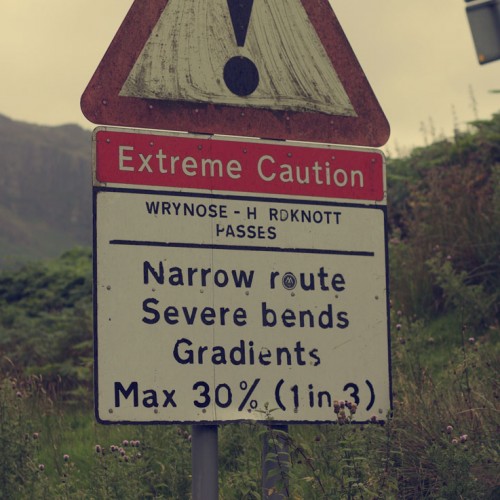 Extreme Caution
WRYNOSE - H RDKNOTT
PASSES
Narrow route
Severe bends
Gradients
Max 30% (1 in 3)